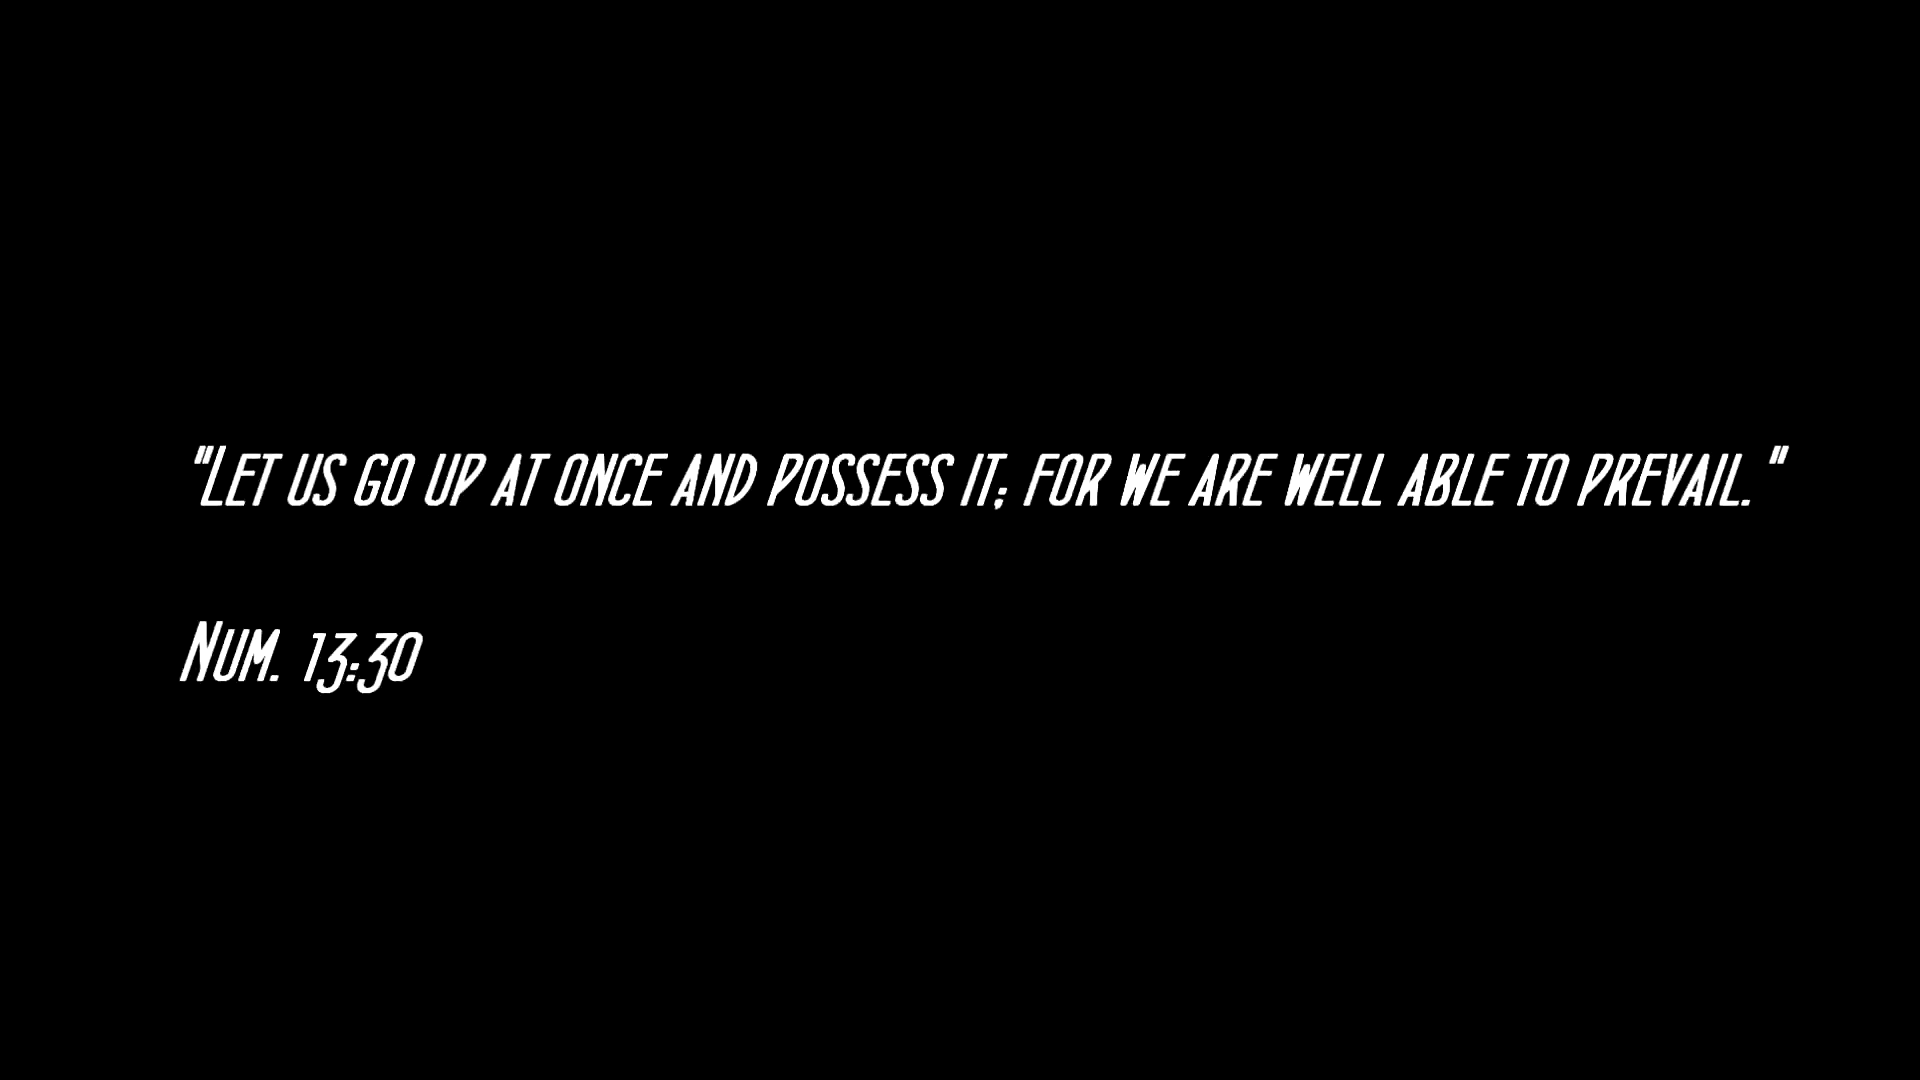 "Let us go up at once and possess it; for we are well able to prevail."
Num. 13:30